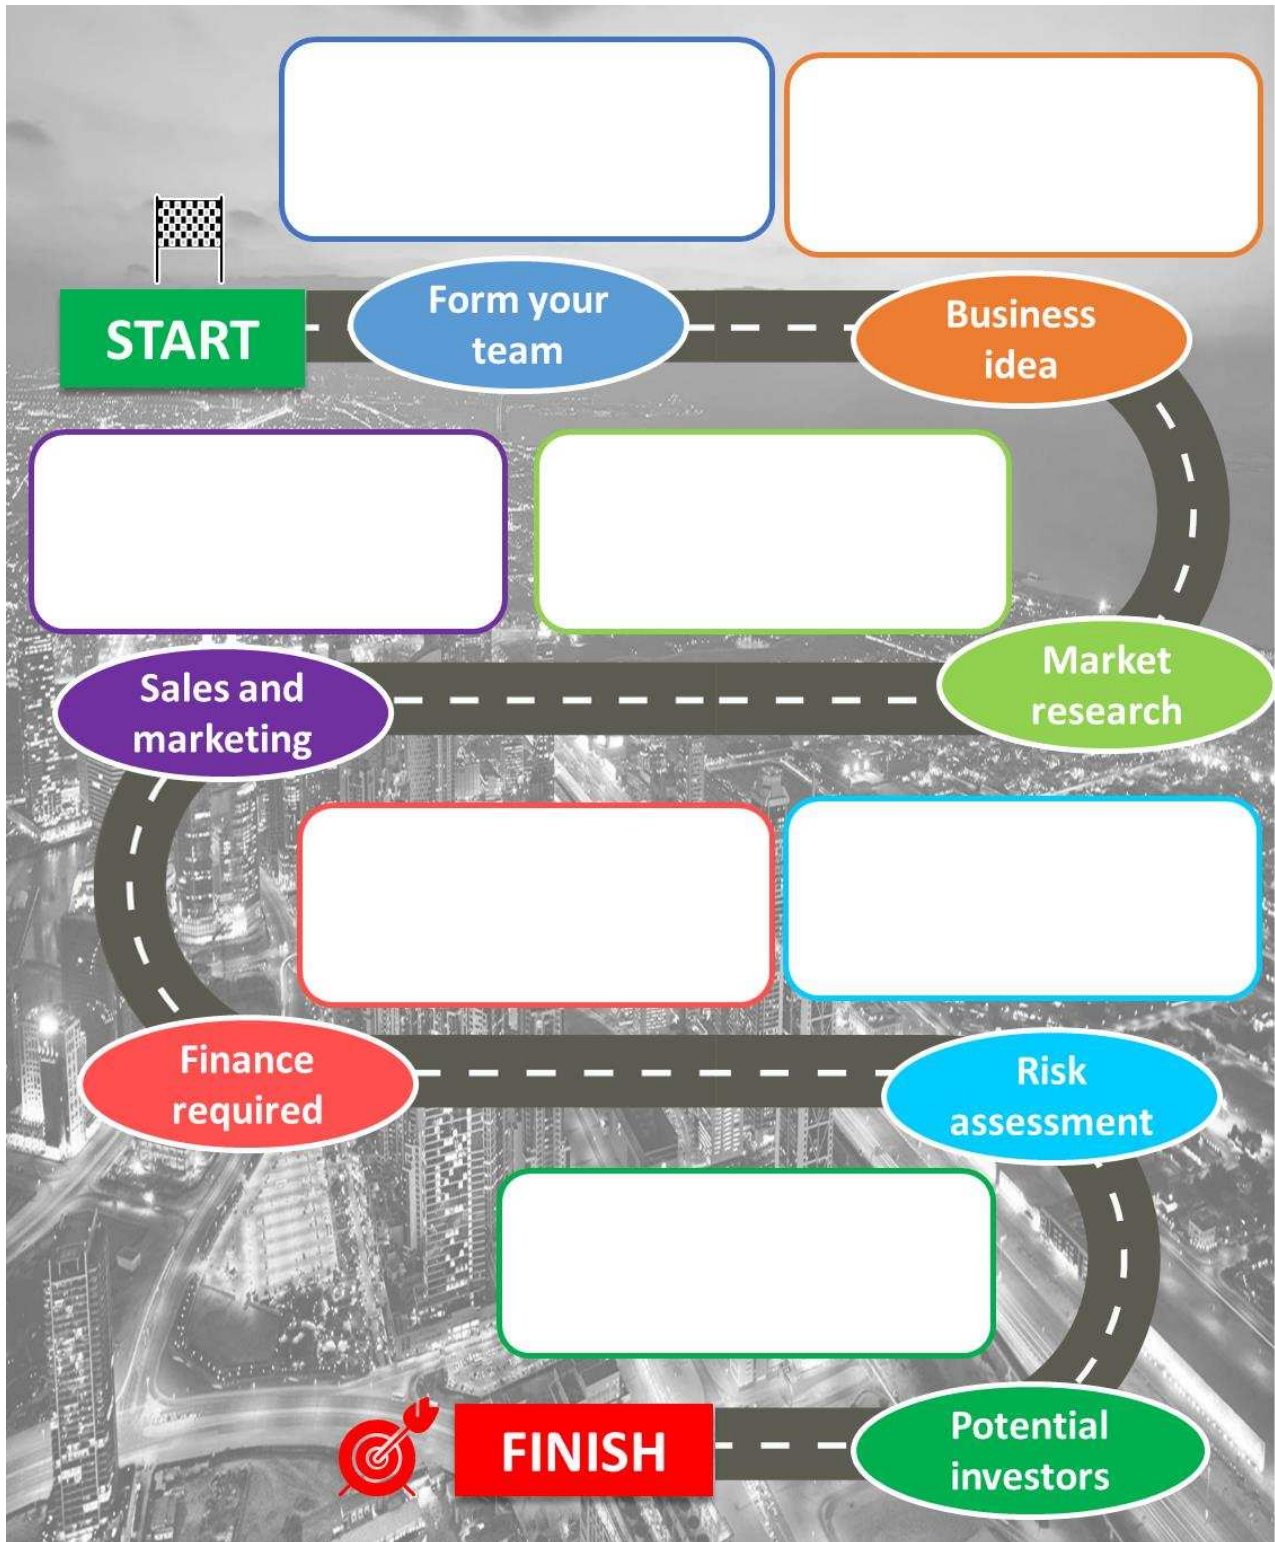 START
Form your
team
Business
idea
Market
research
Sales and
marketing
Finance
required
Risk
assessment
Potential
investors
FINISH